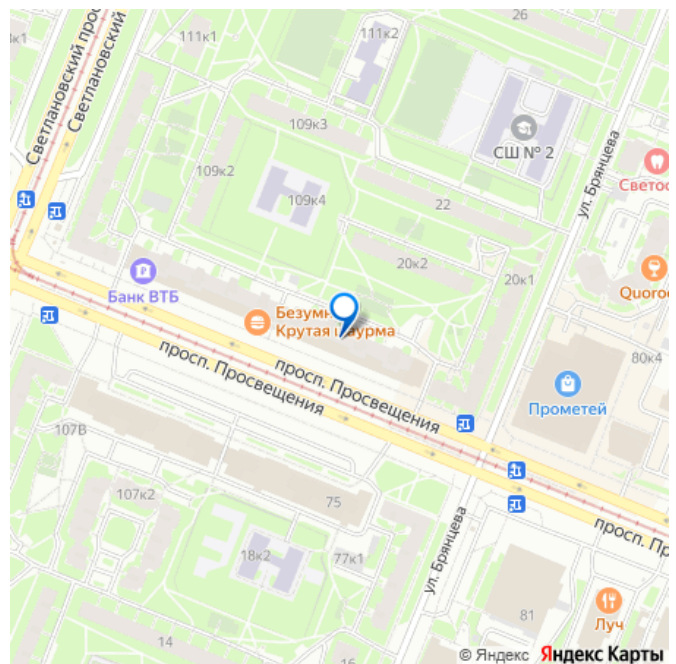 к1
111к1
111к2
26
Светлановский прос
Светлановский
109к3
СШ № 2
ул. Брянцева
109к2
109к4
22
Светос
20к2
20к1
Банк ВТБ
Quoro
Безумн
Крутая шаурма
80к4
просп. Просвещения
просп. Просвещения
Прометей
107В
107к2
75
ул. Брянцева
просп. Пр
18к2
77к1
81
Луч
14
16
© Яндекс Яндекс Карты